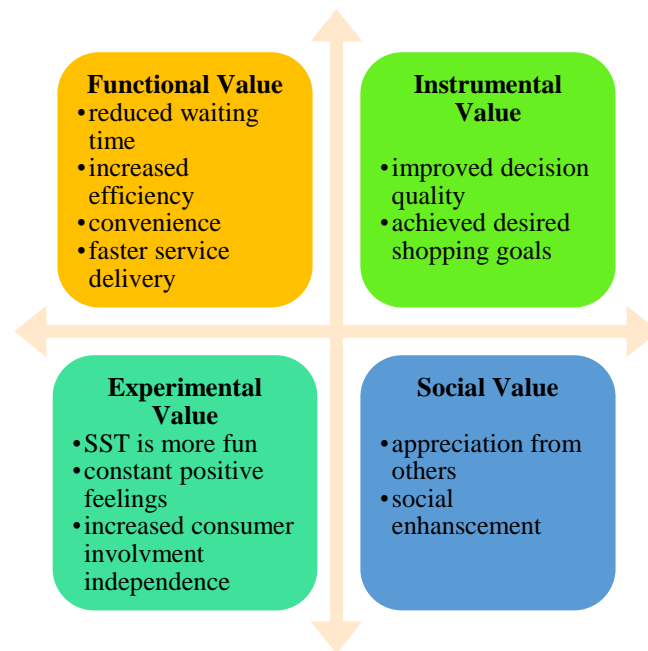 Functional Value
•reduced waiting
time
•increased
efficiency
•convenience
•faster service
delivery
Instrumental
Value
•improved decision
quality
•achieved desired
shopping goals
Experimental
Value
•SST is more fun
•constant positive
feelings
•increased consumer
involvment
independence
Social Value
•appreciation from
others
•social
enhanscement